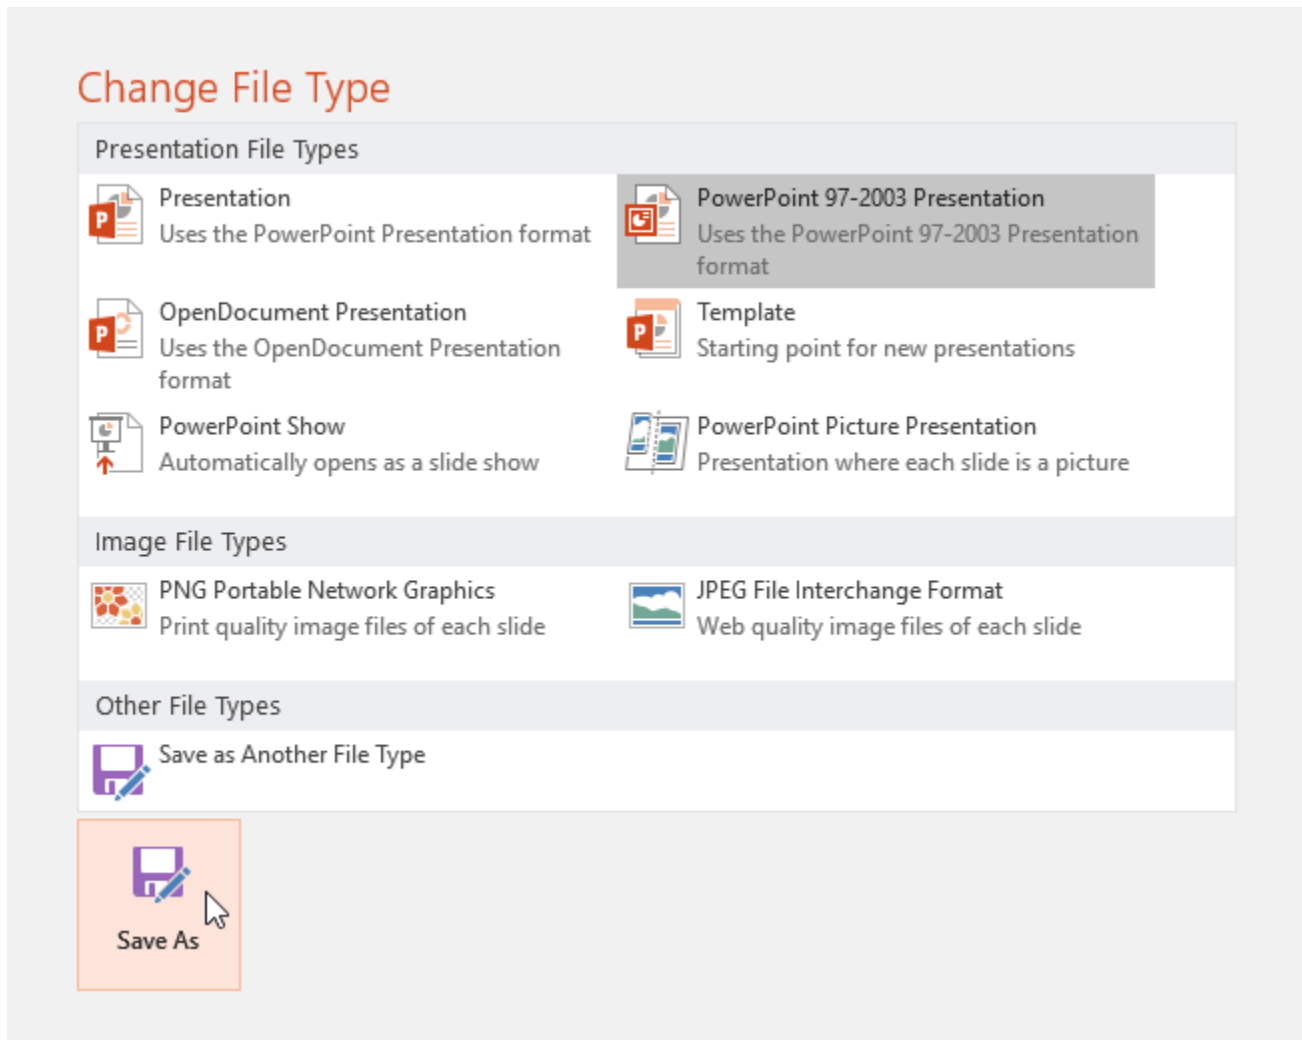 Change File Type
Presentation File Types
Presentation
Uses the PowerPoint Presentation format
PowerPoint 97-2003 Presentation
Uses the PowerPoint 97-2003 Presentation
format
OpenDocument Presentation
Uses the OpenDocument Presentation
format
Template
Starting point for new presentations
PowerPoint Show
Automatically opens as a slide show
PowerPoint Picture Presentation
Presentation where each slide is a picture
Image File Types
PNG Portable Network Graphics
Print quality image files of each slide
JPEG File Interchange Format
Web quality image files of each slide
Other File Types
Save as Another File Type
Save As